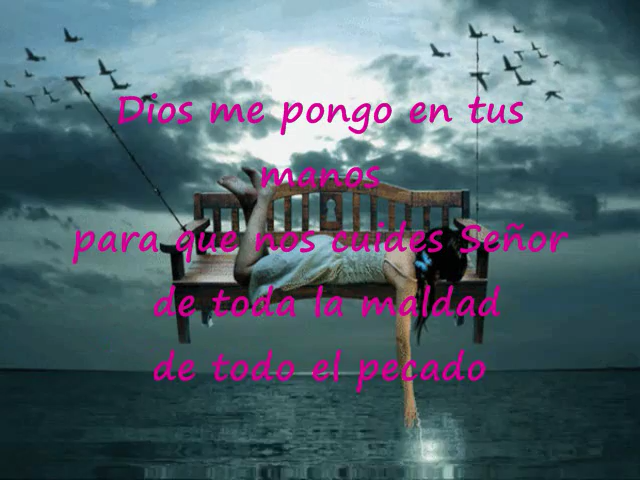 Dios me pongo en tus
manos
para que nos cuides Señor
de toda la maldad
de todo el pecado